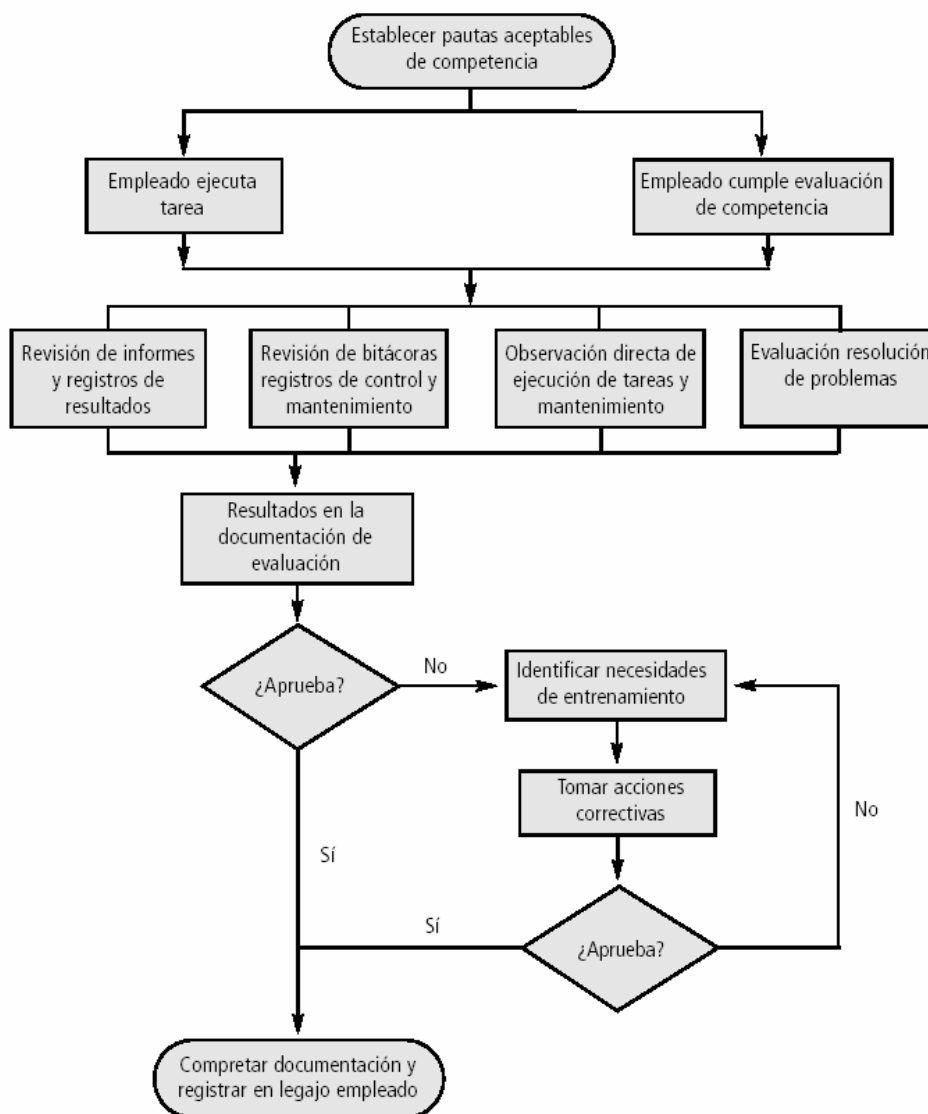 Establecer pautas aceptables
de competencia
Empleado ejecuta
tarea
Empleado cumple evaluación
de competencia
Revisión de informes
y registros de
resultados
Revisión de bitácoras
registros de control y
mantenimiento
Observación directa de
ejecución de tareas y
mantenimiento
Evaluación resolución
de problemas
Resultados en la
documentación de
evaluación
¿Aprueba?
No
Identificar necesidades
de entrenamiento
Tomar acciones
correctivas
No
Sí
Sí
¿Aprueba?
Compretar documentación y
registrar en legajo empleado